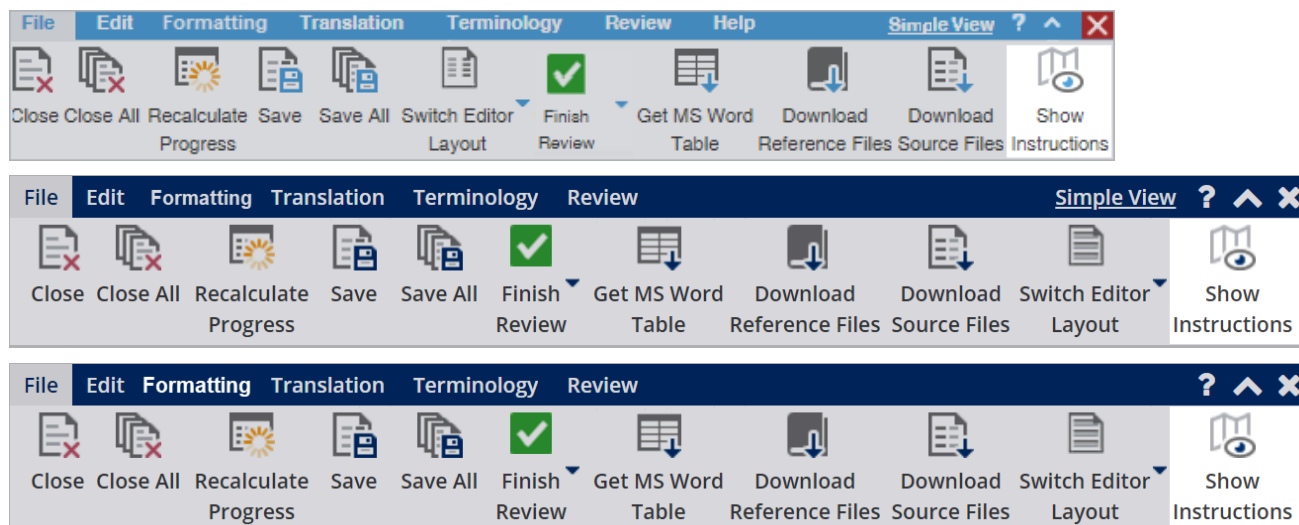 File Edit Formatting Translation Terminology Review Help Simple View ?
Close Close All Recalculate Save Save All Switch Editor Finish Get MS Word Download Download Show
Progress Layout Review Table Reference Files Source Files Instructions
File Edit Formatting Translation Terminology Review Simple View ?
Close Close All Recalculate Save Save All Finish Get MS Word Download Download Switch Editor Show
Progress Review Table Reference Files Source Files Layout Instructions
File Edit Formatting Translation Terminology Review ?
Close Close All Recalculate Save Save All Finish Get MS Word Download Download Switch Editor Show
Progress Review Table Reference Files Source Files Layout Instructions